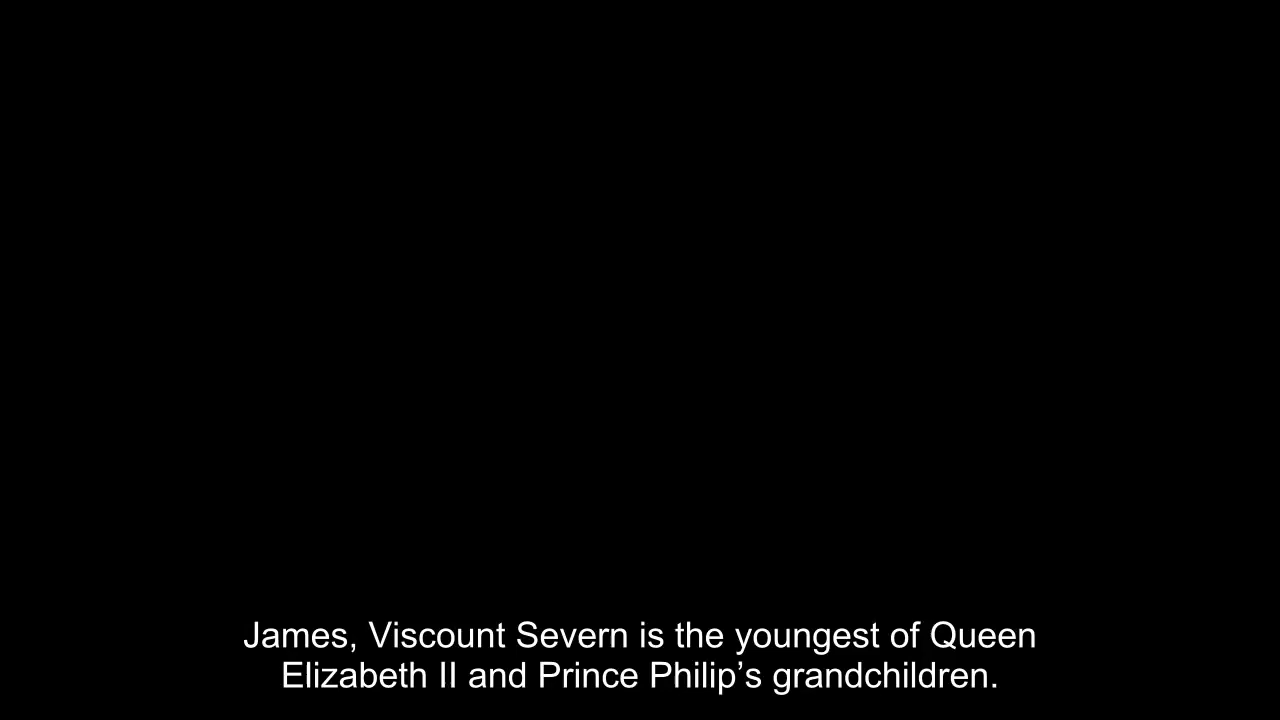 James, Viscount Severn is the youngest of Queen
Elizabeth II and Prince Philip’s grandchildren.